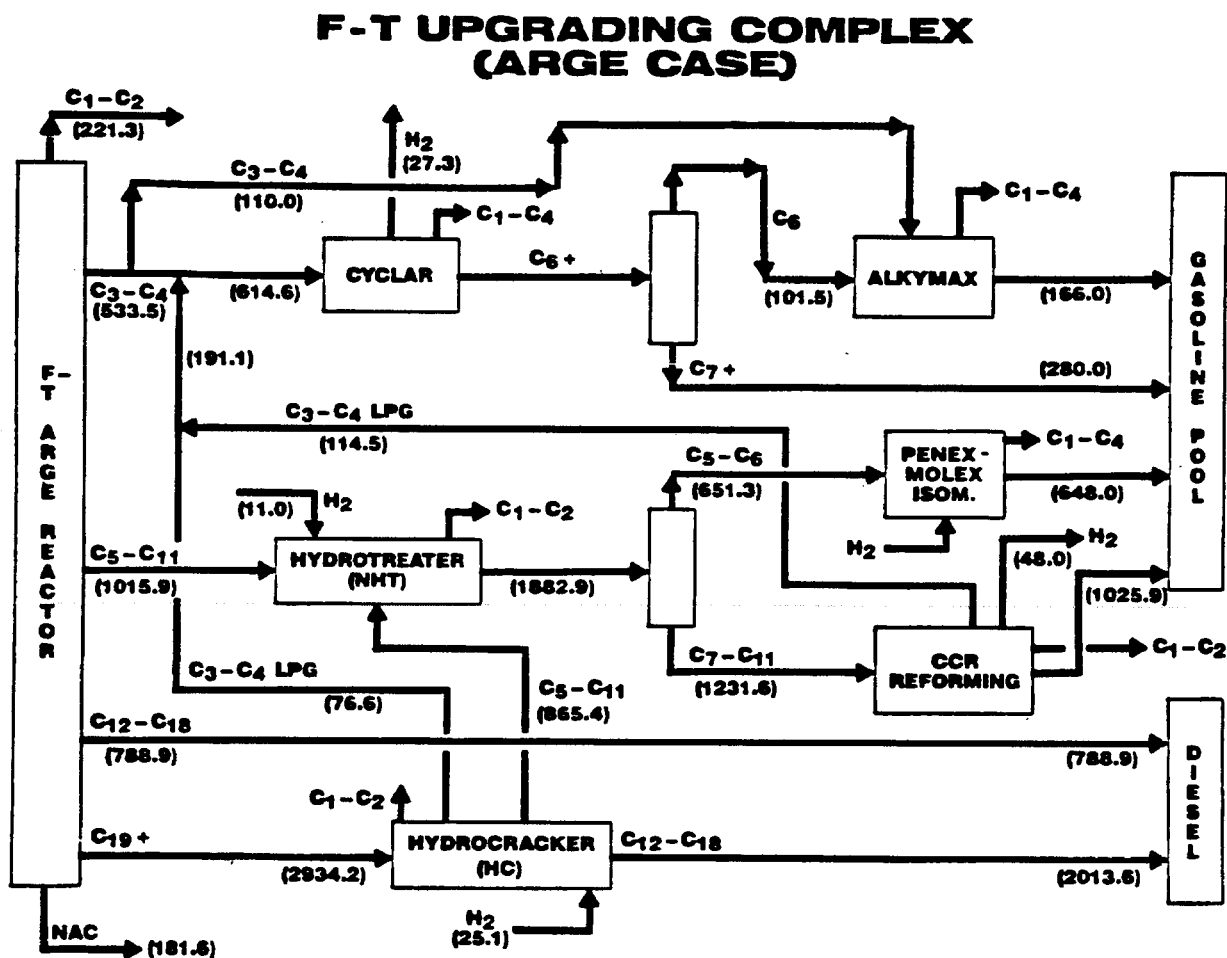 F-T UPGRADING COMPLEX
(ARGE CASE)
C1-C2
(221.3)
H2
(27.3)
C3-C4
(110.0)
C1-C4
C6
C1-C4
CYCLAR
C6+
ALKYMAX
C3-C4
(533.5)
(614.6)
(101.5)
(166.0)
(191.1)
C7+
(280.0)
GASOLINE POOL
F-T ARGE REACTOR
C3-C4 LPG
(114.5)
C5-C6
(651.3)
PENEX-
MOLEX
ISOM.
C1-C4
(648.0)
(11.0)
H2
C1-C2
H2
H2
(48.0)
C5-C11
(1015.9)
HYDROTREATER
(NHT)
(1882.9)
(1025.9)
C7-C11
(1231.6)
CCR
REFORMING
C1-C2
C3-C4 LPG
(76.6)
C5-C11
(865.4)
C12-C18
(788.9)
(788.9)
DIESEL
C1-C2
C19+
(2934.2)
HYDROCRACKER
(HC)
C12-C18
(2013.6)
H2
(25.1)
NAC
(181.6)